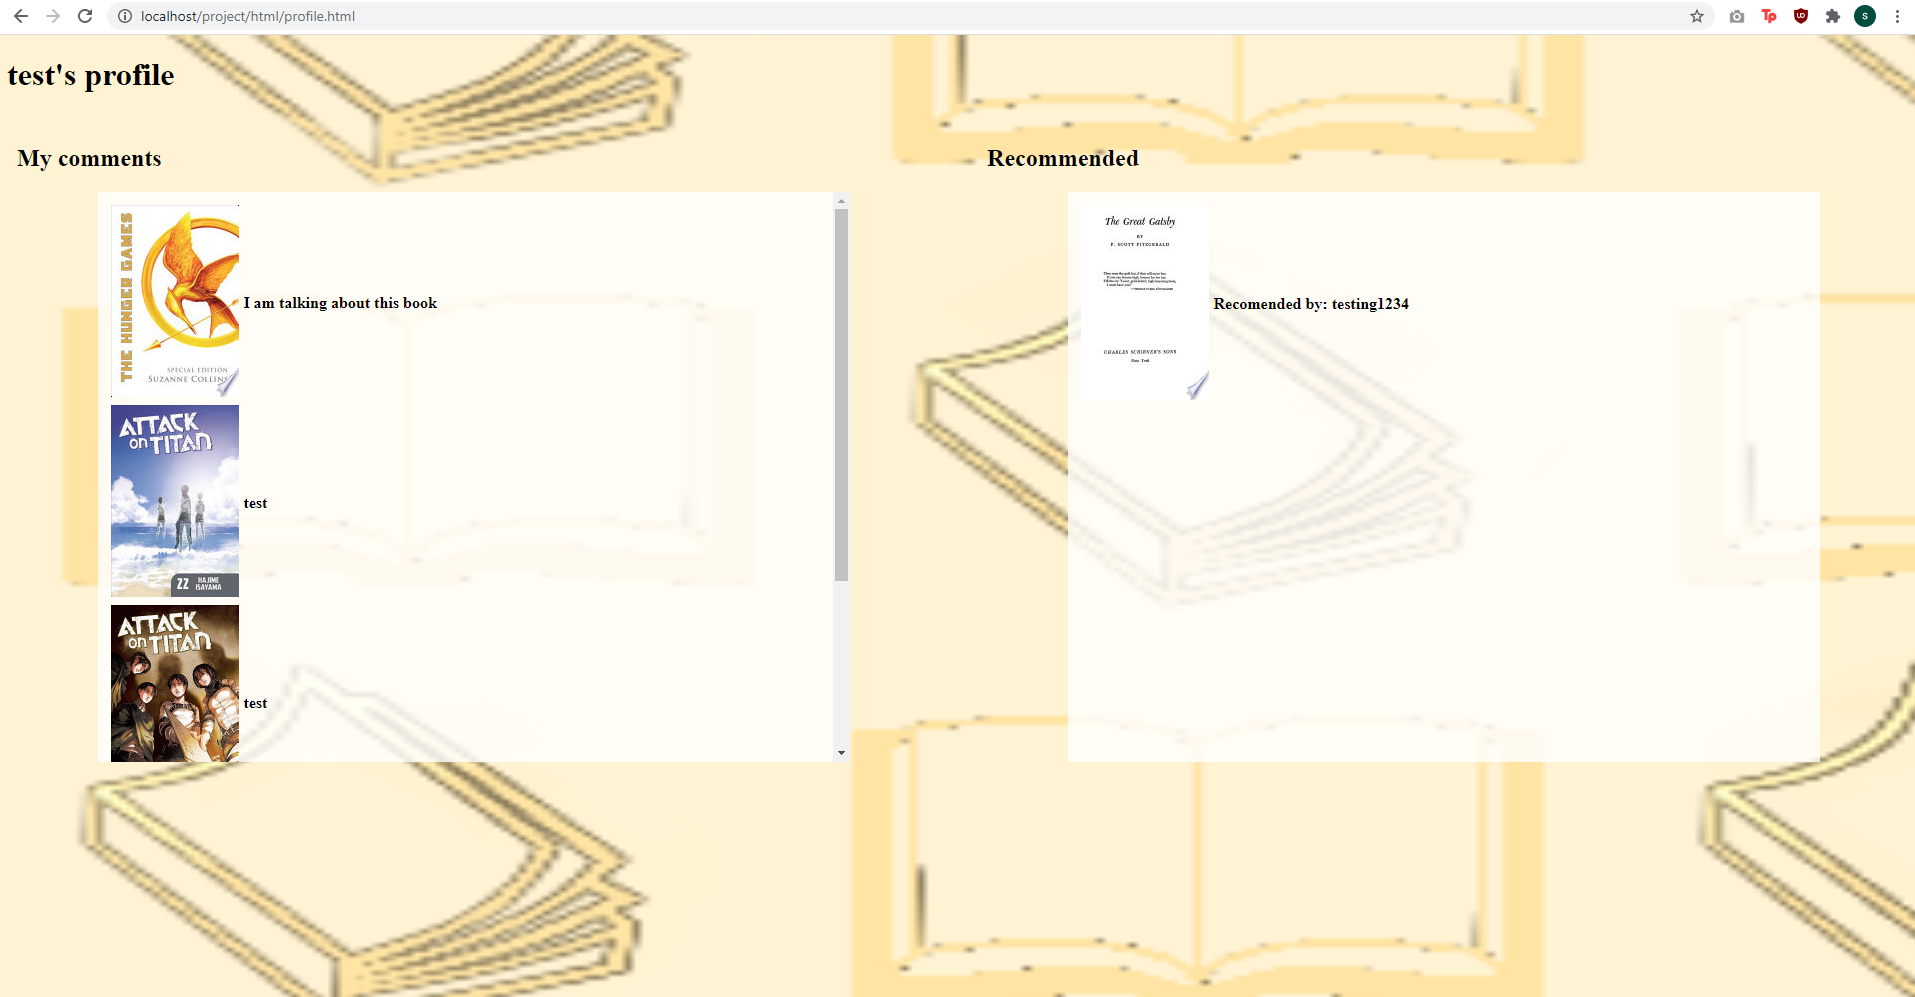 localhost/project/html/profile.html
Tp
UD
S
test's profile
My comments
THE HUNGER GAMES
SPECIAL EDITION
SUZANNE COLLINS
I am talking about this book
ATTACK
on TITAN
22 HAJIME
ISAYAMA
test
ATTACK
on TITAN
test
Recommended
The Great Gatsby
BY
F. SCOTT FITZGERALD
CHARLES SCRIBNER'S SONS
New York
Recomended by: testing1234